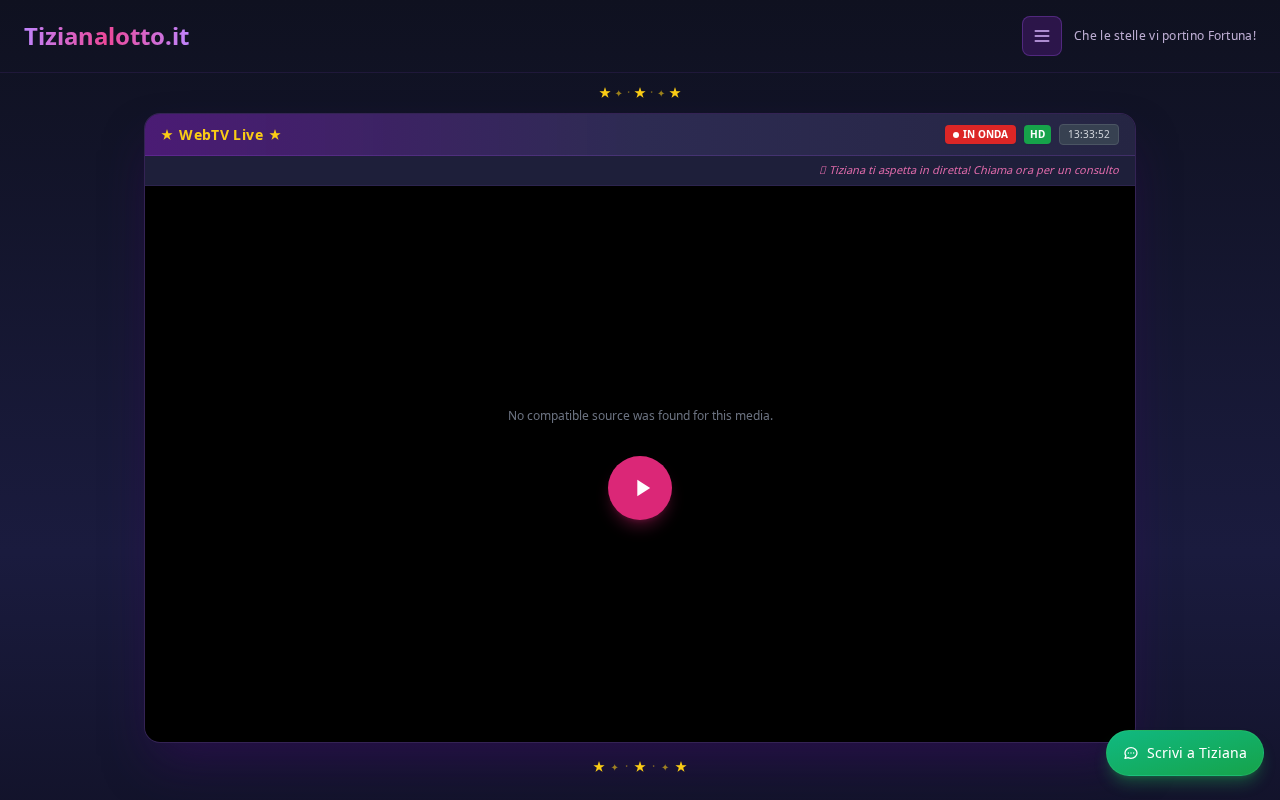 Tizianalotto.it
Che le stelle vi portino Fortuna!
★ WebTV Live ★
IN ONDA
HD
13:33:52
Tiziana ti aspetta in diretta! Chiama ora per un consulto
No compatible source was found for this media.
Scrivi a Tiziana